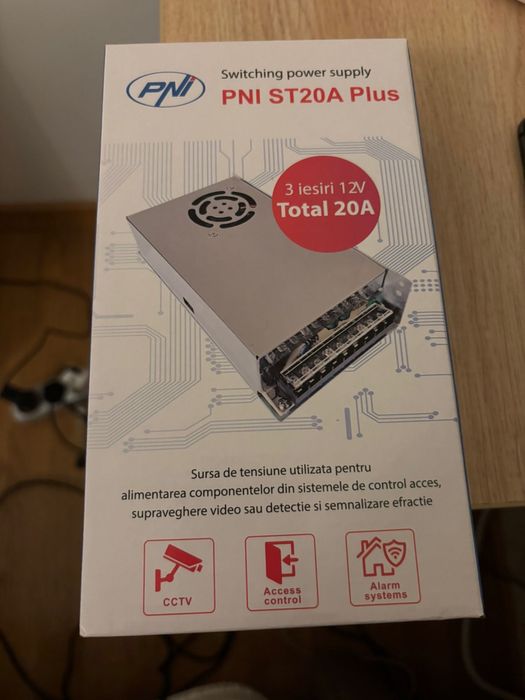 PNI
Switching power supply
PNI ST20A Plus
3 iesiri 12V
Total 20A
Sursa de tensiune utilizata pentru
alimentarea componentelor din sistemele de control acces,
supraveghere video sau detectie si semnalizare efractie
CCTV
Access
control
Alarm
systems